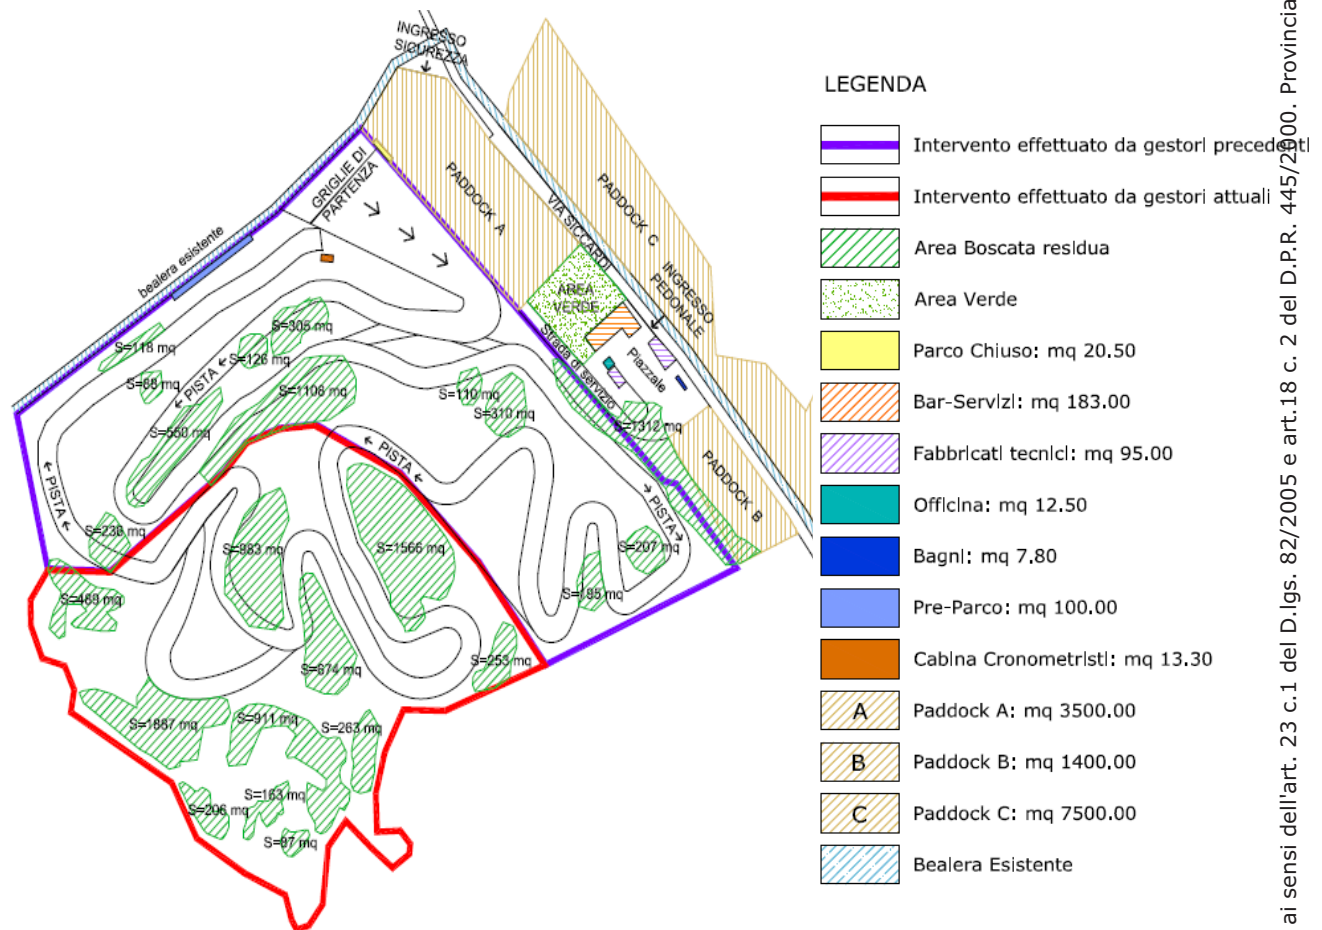 INGRESSO
SICUREZZA
GRIGLIE DI
PARTENZA
PADDOCK A
PADDOCK C
VIA SICCARDI
INGRESSO
PEDONALE
bealera esistente
AREA
VERDE
Strada di servizio
Piazzale
S=118 mq
S=88 mq
S=305 mq
S=126 mq
PISTA
S=1106 mq
S=550 mq
S=110 mq
S=310 mq
S=1312 mq
PISTA
PADDOCK B
PISTA
PISTA
S=238 mq
S=983 mq
S=1566 mq
S=207 mq
S=195 mq
S=489 mq
S=253 mq
S=874 mq
S=1887 mq
S=911 mq
S=263 mq
S=206 mq
S=163 mq
S=97 mq
LEGENDA
Intervento effettuato da gestori precedenti
Intervento effettuato da gestori attuali
Area Boscata residua
Area Verde
Parco Chiuso: mq 20.50
Bar-Servizi: mq 183.00
Fabbricati tecnici: mq 95.00
Officina: mq 12.50
Bagni: mq 7.80
Pre-Parco: mq 100.00
Cabina Cronometristi: mq 13.30
A Paddock A: mq 3500.00
B Paddock B: mq 1400.00
C Paddock C: mq 7500.00
Bealera Esistente
ai sensi dell'art. 23 c.1 del D.lgs. 82/2005 e art.18 c. 2 del D.P.R. 445/2000. Provincia